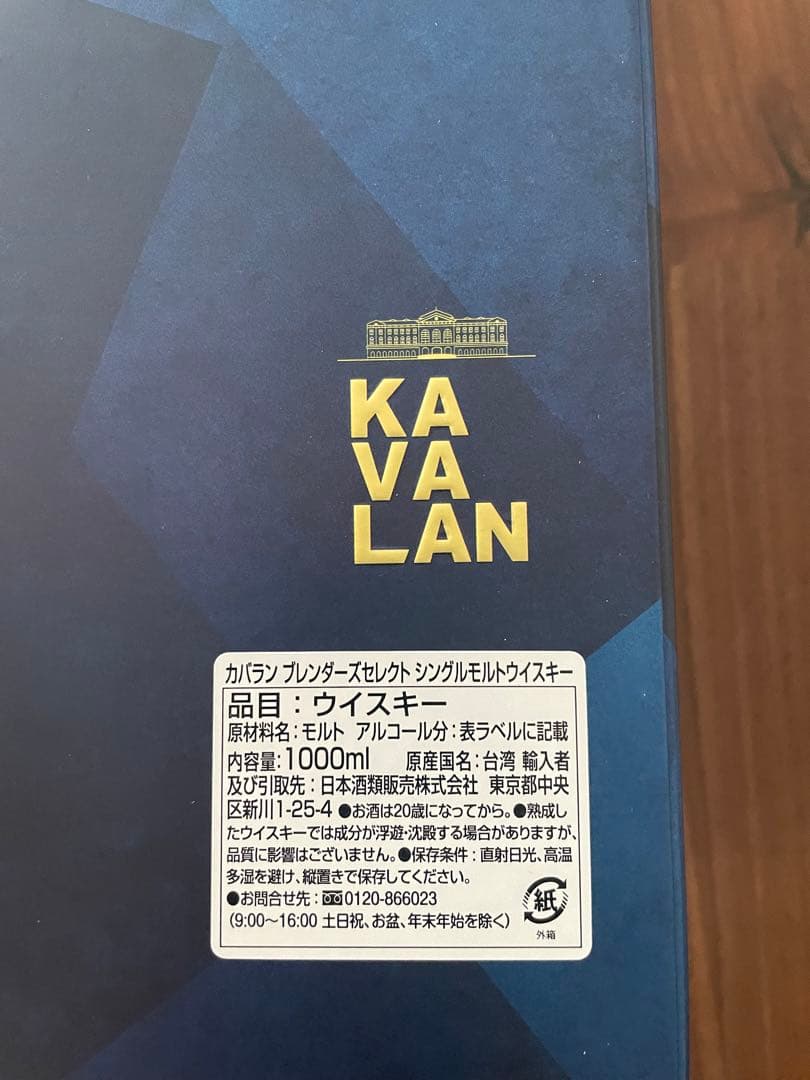 KA
VA
LAN
カバラン ブレンダーズセレクト シングルモルトウイスキー
品目：ウイスキー
原材料名：モルト アルコール分：表ラベルに記載
内容量：1000ml 原産国名：台湾 輸入者
及び引取先：日本酒類販売株式会社 東京都中央
区新川1-25-4 ●お酒は20歳になってから。●熟成し
たウイスキーでは成分が浮遊・沈殿する場合がありますが、
品質に影響はございません。●保存条件：直射日光、高温
多湿を避け、縦置きで保存してください。
●お問合せ先：0120-866023
（9:00～16:00 土日祝、お盆、年末年始を除く）
紙
外箱